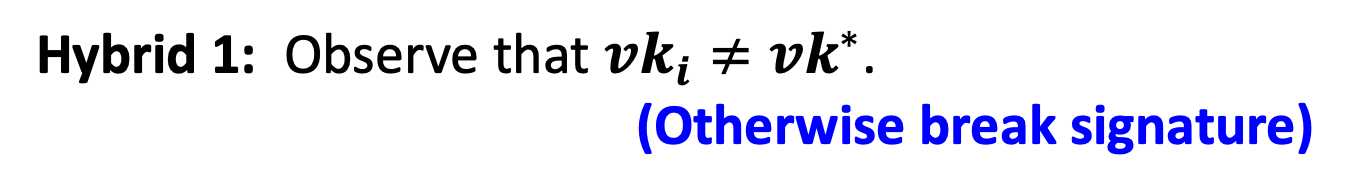 Hybrid 1: Observe that vkᵢ ≠ vk*.
(Otherwise break signature)